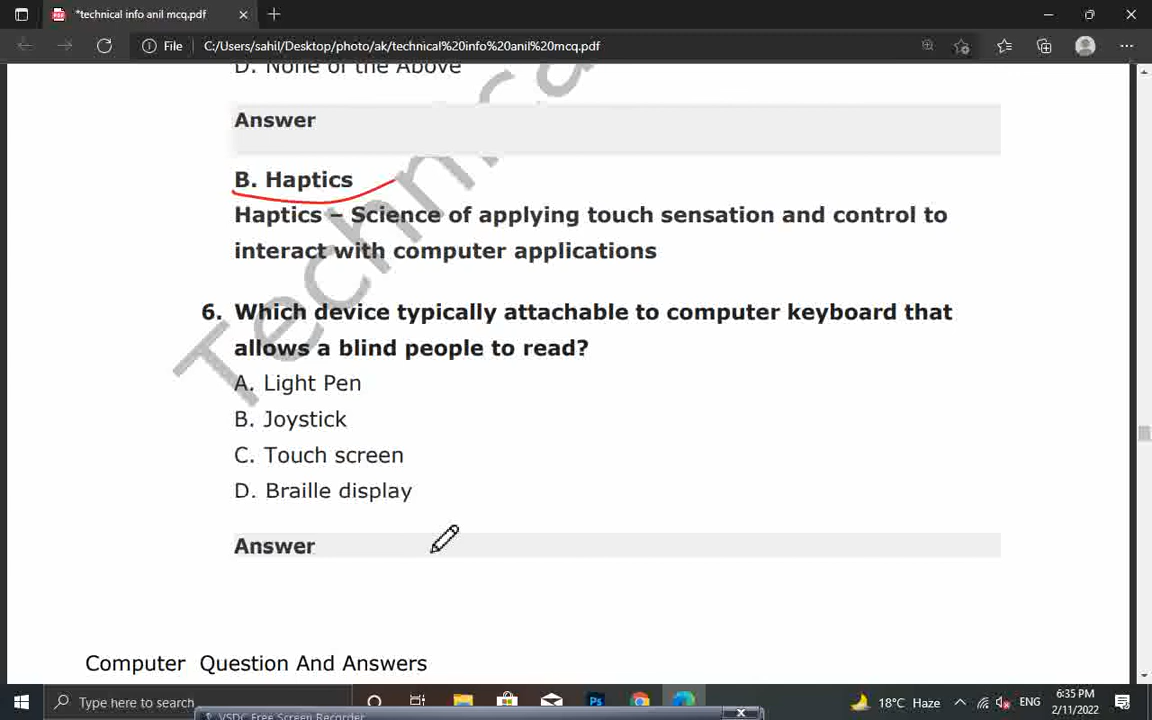 *technical info anil mcq.pdf
File C:/Users/sahil/Desktop/photo/ak/technical%20info%20anil%20mcq.pdf
D. None of the Above
Answer
B. Haptics
Haptics – Science of applying touch sensation and control to
interact with computer applications
6. Which device typically attachable to computer keyboard that
allows a blind people to read?
A. Light Pen
B. Joystick
C. Touch screen
D. Braille display
Answer
Computer Question And Answers
Type here to search
18°C Haze
ENG
6:35 PM
2/11/2022
VSDC Free Screen Recorder